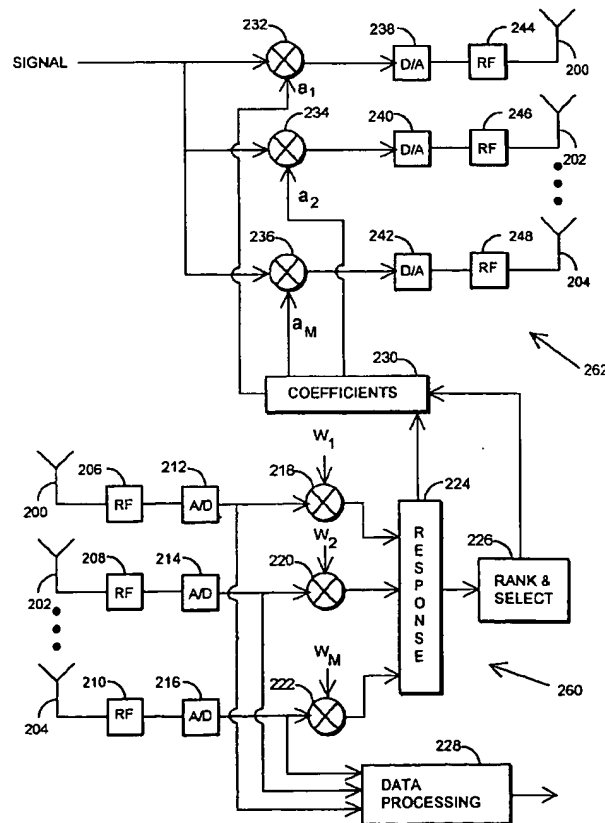 232 238 244
SIGNAL D/A RF 200
a1 234 240 246
D/A RF 202
a2
236 242 248
D/A RF 204
aM
230 262
COEFFICIENTS
206 212 W1 218 224
200 RF A/D
208 214 W2 220 226
202 RF A/D RESPONSE RANK &
SELECT
210 216 WM 222 260
204 RF A/D
228
DATA
PROCESSING